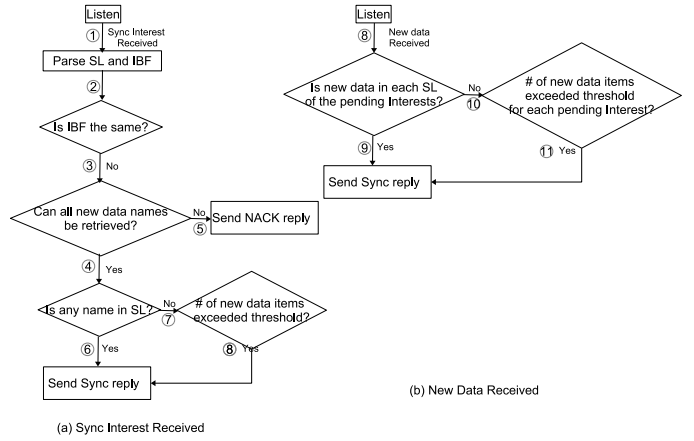 Listen
① Sync Interest
Received
Parse SL and IBF
②
Is IBF the same?
③ No
Can all new data names
be retrieved?
No
⑤
Send NACK reply
④ Yes
Is any name in SL?
No
⑦
# of new data items
exceeded threshold?
⑥ Yes
⑧ Yes
Send Sync reply
(a) Sync Interest Received
Listen
⑧ New data
Received
Is new data in each SL
of the pending Interests?
No
⑩
# of new data items
exceeded threshold
for each pending Interest?
⑨ Yes
⑪ Yes
Send Sync reply
(b) New Data Received